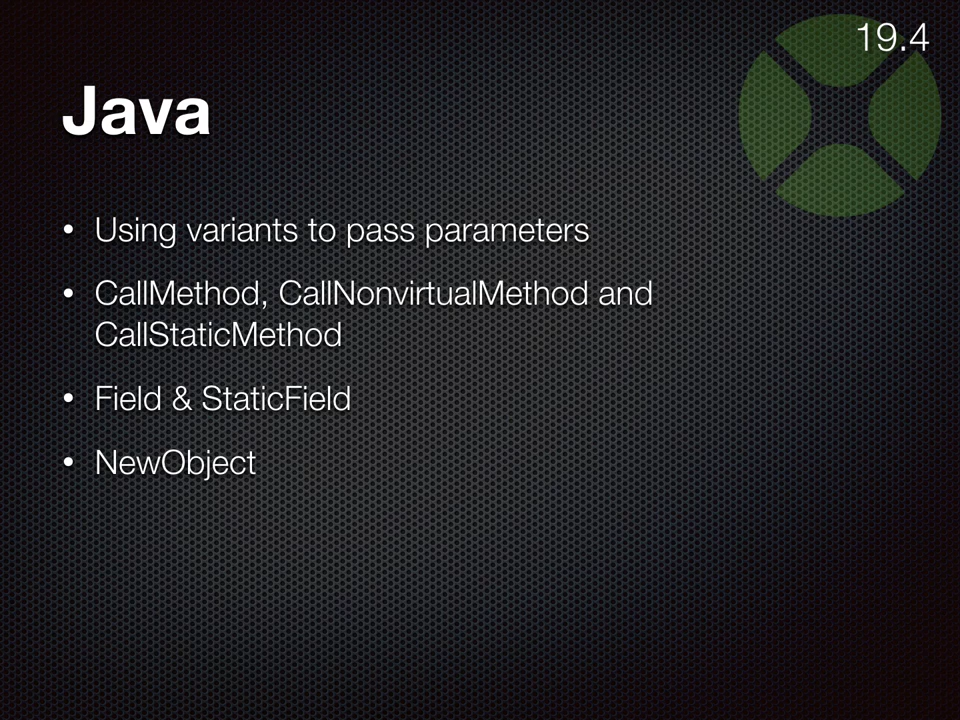 19.4
Java
• Using variants to pass parameters
• CallMethod, CallNonvirtualMethod and
CallStaticMethod
• Field & StaticField
• NewObject